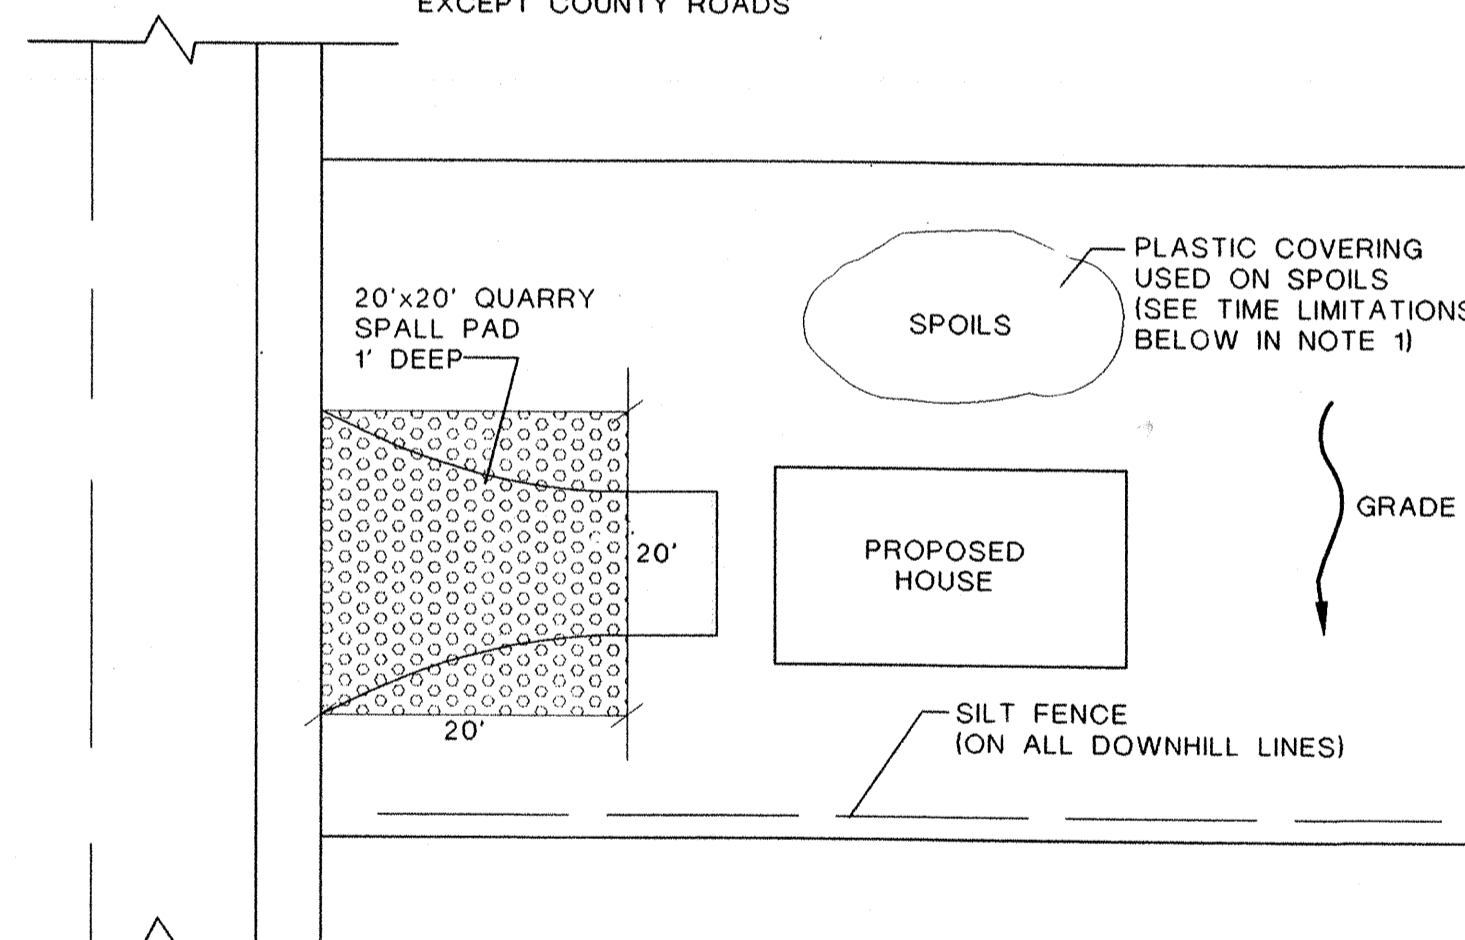 EXCEPT COUNTY ROADS
PLASTIC COVERING
USED ON SPOILS
(SEE TIME LIMITATIONS
BELOW IN NOTE 1)
20'x20' QUARRY
SPALL PAD
1' DEEP
SPOILS
GRADE
20'
PROPOSED
HOUSE
20'
SILT FENCE
(ON ALL DOWNHILL LINES)